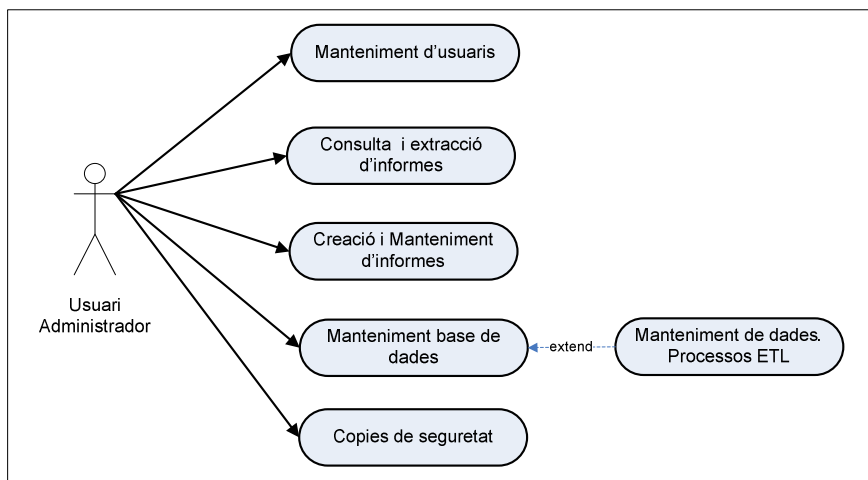 Manteniment d'usuaris
Consulta i extracció
d'informes
Creació i Manteniment
d'informes
Usuari
Administrador
Manteniment base de
dades
extend
Manteniment de dades.
Processos ETL
Copies de seguretat